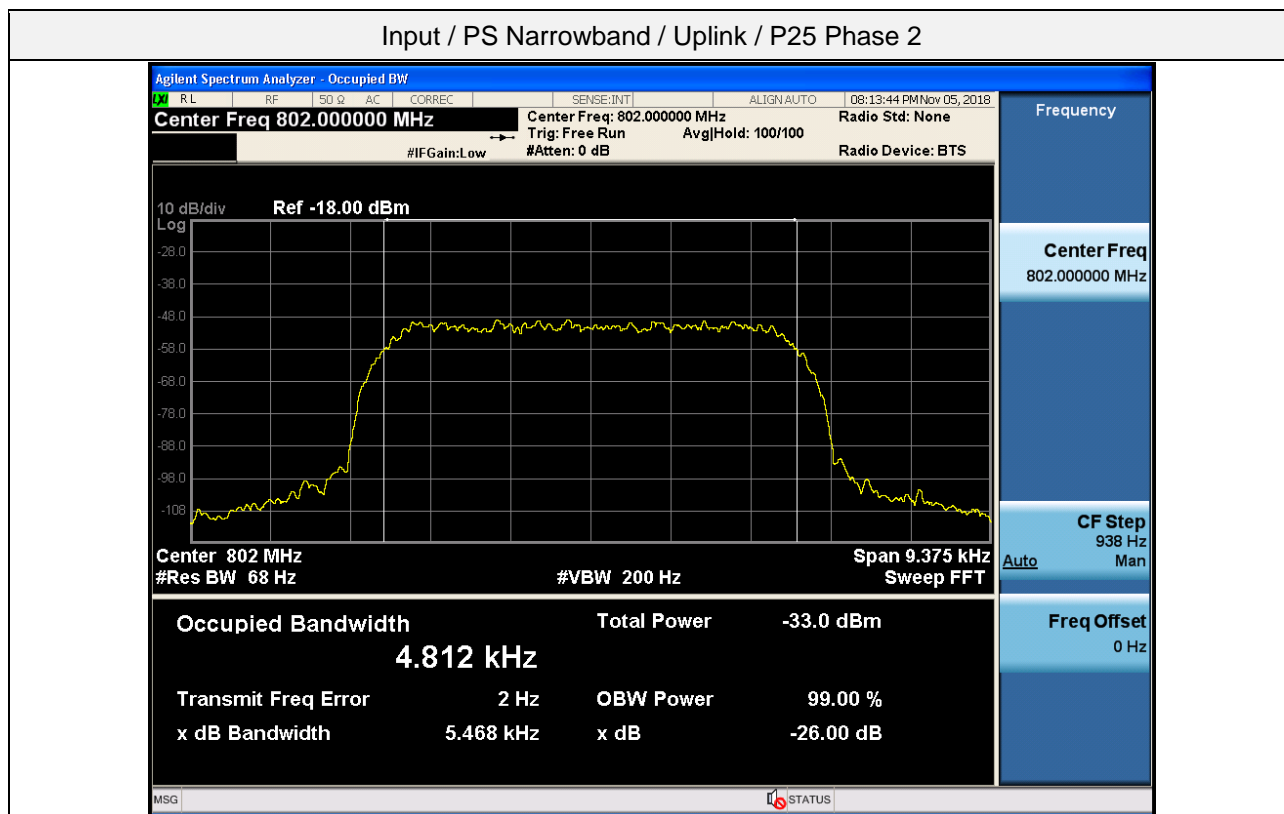 Input / PS Narrowband / Uplink / P25 Phase 2
Agilent Spectrum Analyzer - Occupied BW
LXI RL RF 50 Ω AC CORREC SENSE:INT ALIGN AUTO 08:13:44 PM Nov 05, 2018
Center Freq 802.000000 MHz
Center Freq: 802.000000 MHz Radio Std: None
Trig: Free Run Avg|Hold: 100/100
#IFGain:Low #Atten: 0 dB Radio Device: BTS
10 dB/div Ref -18.00 dBm
Log
-28.0
-38.0
-48.0
-58.0
-68.0
-78.0
-88.0
-98.0
-108
Center 802 MHz Span 9.375 kHz
#Res BW 68 Hz #VBW 200 Hz Sweep FFT
Occupied Bandwidth Total Power -33.0 dBm
4.812 kHz
Transmit Freq Error 2 Hz OBW Power 99.00 %
x dB Bandwidth 5.468 kHz x dB -26.00 dB
MSG STATUS
Frequency
Center Freq
802.000000 MHz
CF Step
938 Hz
Auto Man
Freq Offset
0 Hz